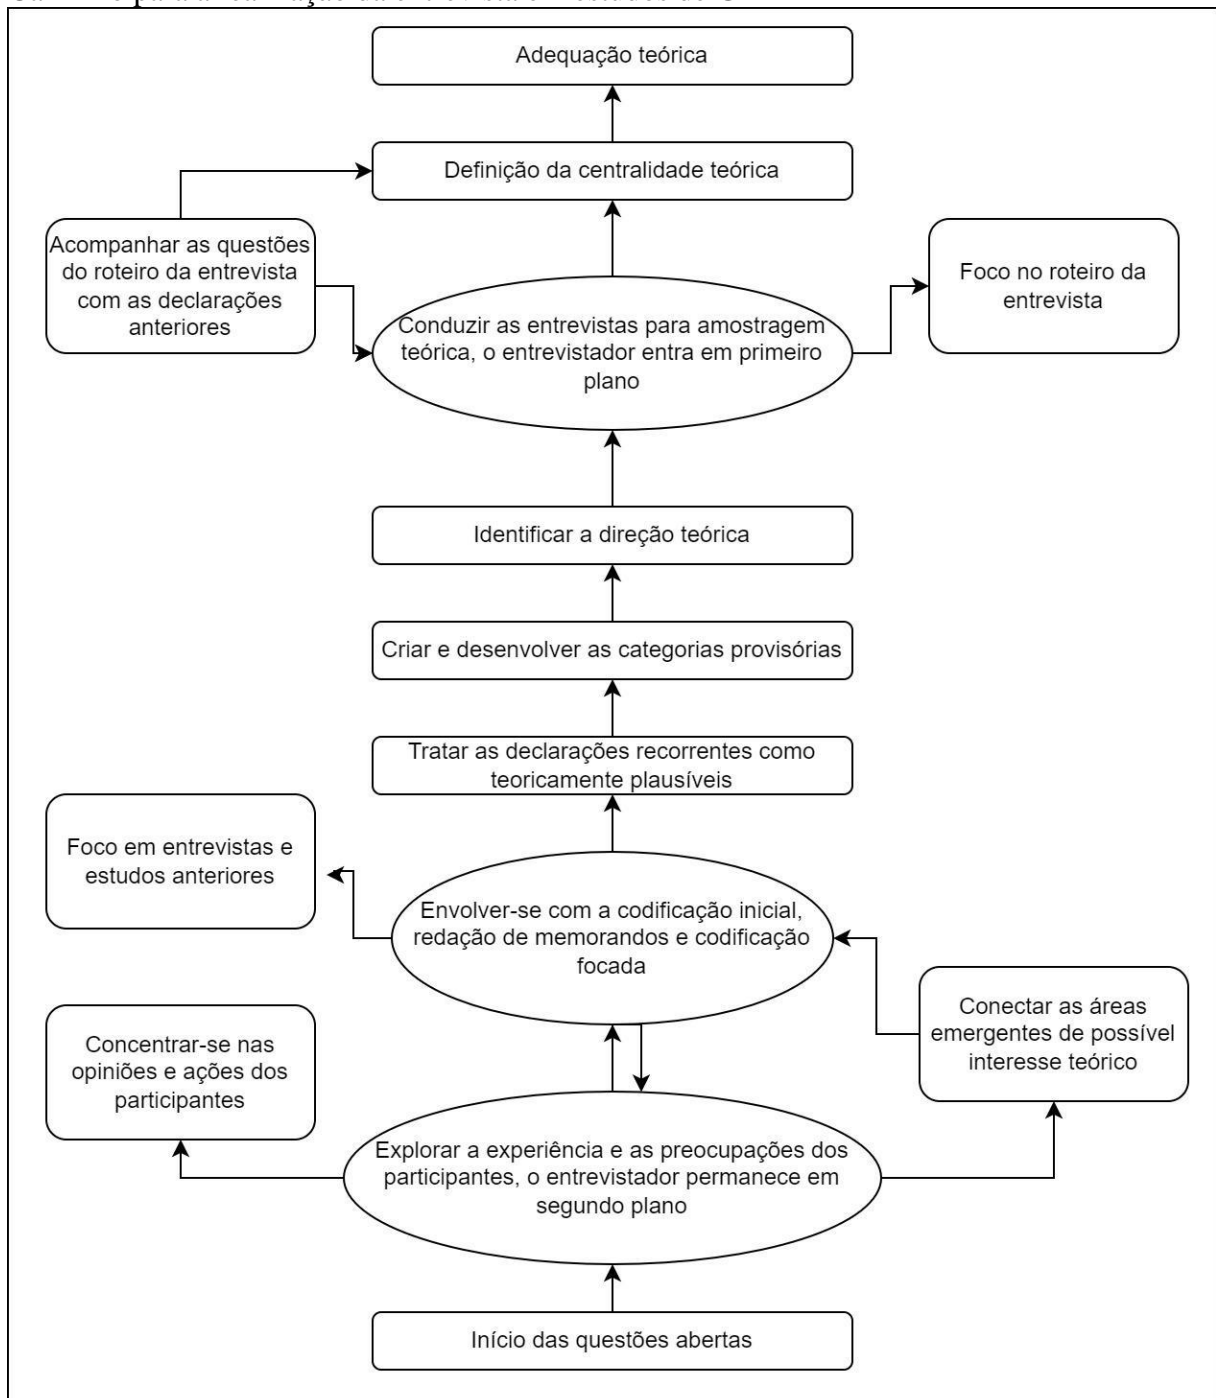 Adequação teórica
Definição da centralidade teórica
Acompanhar as questões
do roteiro da entrevista
com as declarações
anteriores
Foco no roteiro da
entrevista
Conduzir as entrevistas para amostragem
teórica, o entrevistador entra em primeiro
plano
Identificar a direção teórica
Criar e desenvolver as categorias provisórias
Tratar as declarações recorrentes como
teoricamente plausíveis
Foco em entrevistas e
estudos anteriores
Envolver-se com a codificação inicial,
redação de memorandos e codificação
focada
Conectar as áreas
emergentes de possível
interesse teórico
Concentrar-se nas
opiniões e ações dos
participantes
Explorar a experiência e as preocupações dos
participantes, o entrevistador permanece em
segundo plano
Início das questões abertas